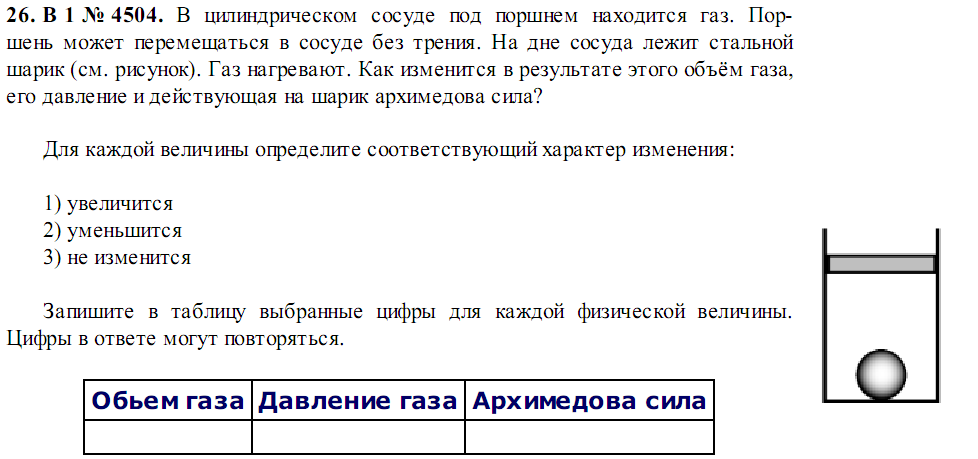 26. В 1 № 4504. В цилиндрическом сосуде под поршнем находится газ. Пор-
шень может перемещаться в сосуде без трения. На дне сосуда лежит стальной
шарик (см. рисунок). Газ нагревают. Как изменится в результате этого объём газа,
его давление и действующая на шарик архимедова сила?
Для каждой величины определите соответствующий характер изменения:
1) увеличится
2) уменьшится
3) не изменится
Запишите в таблицу выбранные цифры для каждой физической величины.
Цифры в ответе могут повторяться.
Обьем газа Давление газа Архимедова сила